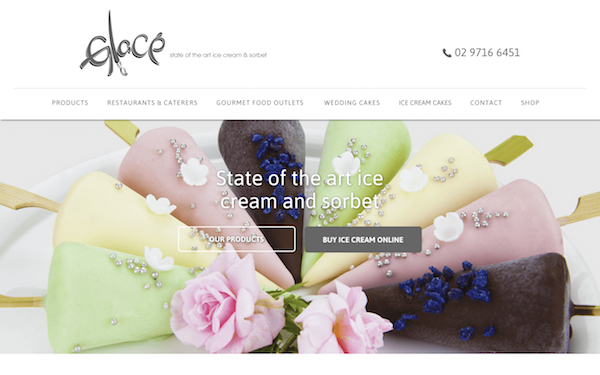 Glacé
state of the art ice cream & sorbet
02 9716 6451
PRODUCTS RESTAURANTS & CATERERS GOURMET FOOD OUTLETS WEDDING CAKES ICE CREAM CAKES CONTACT SHOP
State of the art ice
cream and sorbet
OUR PRODUCTS BUY ICE CREAM ONLINE